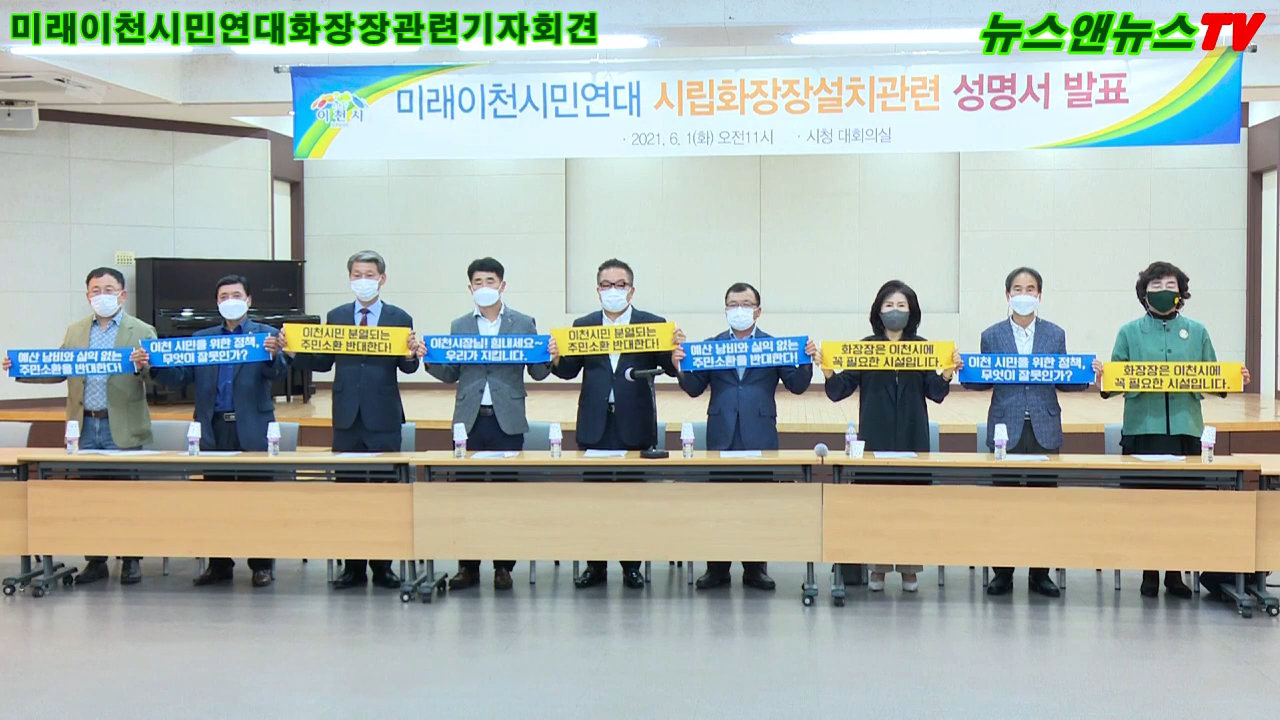 미래이천시민연대화장장관련기자회견
뉴스앤뉴스TV
이천시
미래이천시민연대 시립화장장설치관련 성명서 발표
· 2021. 6. 1(화) 오전11시 · 시청 대회의실
예산 남비와 실익 없는
주민소환을 반대한다!
이천 시민을 위한 정책,
무엇이 잘못인가?
이천시민 분열되는
주민소환 반대한다!
이천시장님! 힘내세요~
우리가 지킵니다.
이천시민 분열되는
주민소환 반대한다!
예산 남비와 실익 없는
주민소환을 반대한다!
화장장은 이천시에
꼭 필요한 시설입니다.
이천 시민을 위한 정책,
무엇이 잘못인가?
화장장은 이천시에
꼭 필요한 시설입니다.